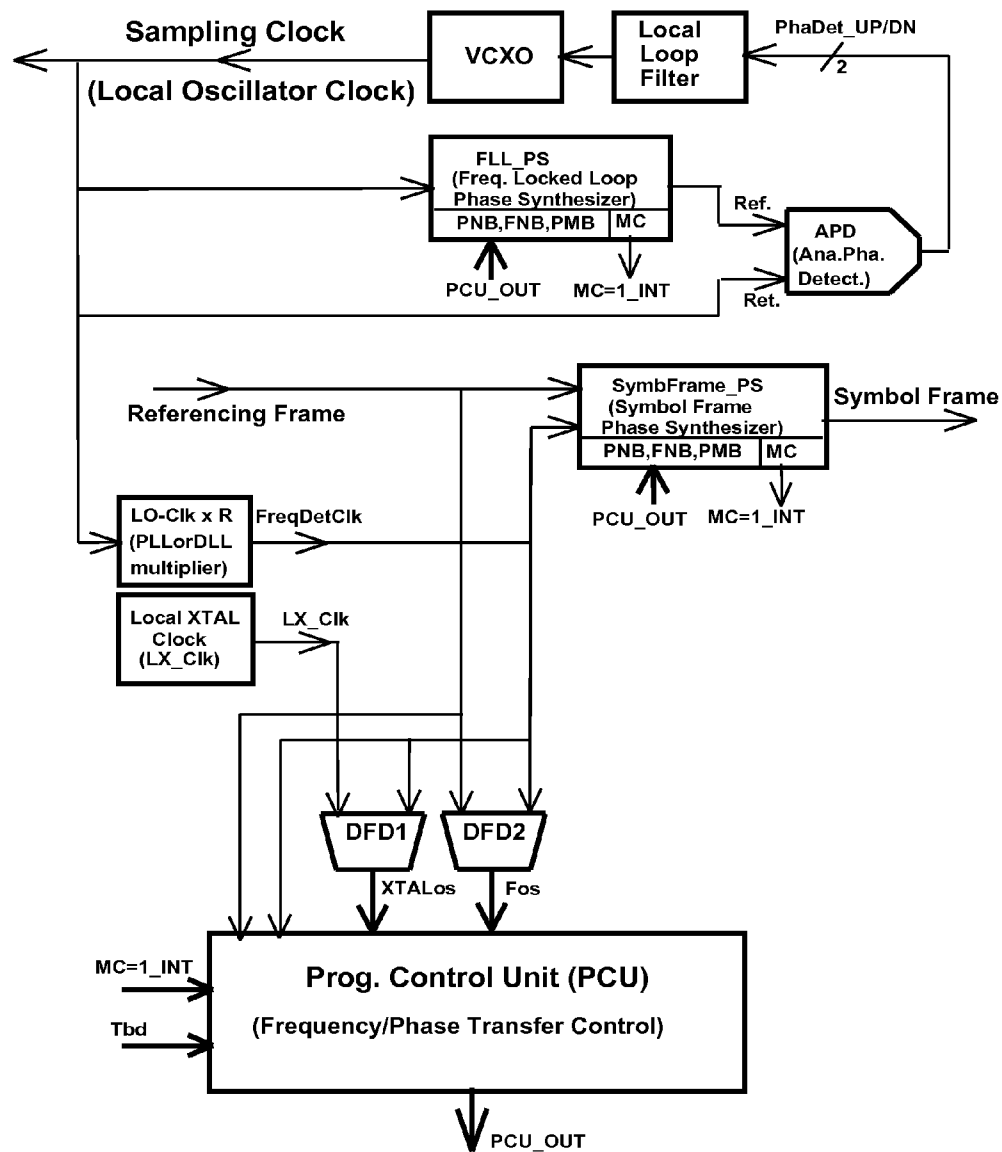 Sampling Clock
(Local Oscillator Clock)
VCXO
Local
Loop
Filter
PhaDet_UP/DN
2
FLL_PS
(Freq. Locked Loop
Phase Synthesizer)
PNB,FNB,PMB
MC
PCU_OUT
MC=1_INT
Ref.
Ret.
APD
(Ana.Pha.
Detect.)
Referencing Frame
SymbFrame_PS
(Symbol Frame
Phase Synthesizer)
PNB,FNB,PMB
MC
PCU_OUT
MC=1_INT
Symbol Frame
LO-Clk x R
(PLLorDLL
multiplier)
FreqDetClk
Local XTAL
Clock
(LX_Clk)
LX_Clk
DFD1
DFD2
XTALos
Fos
MC=1_INT
Tbd
Prog. Control Unit (PCU)
(Frequency/Phase Transfer Control)
PCU_OUT